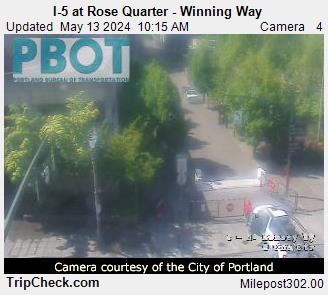 I-5 at Rose Quarter - Winning Way
Updated May 13 2024 10:15 AM Camera 4
PBOT
PORTLAND BUREAU OF TRANSPORTATION
Camera courtesy of the City of Portland
TripCheck.com Milepost302.00